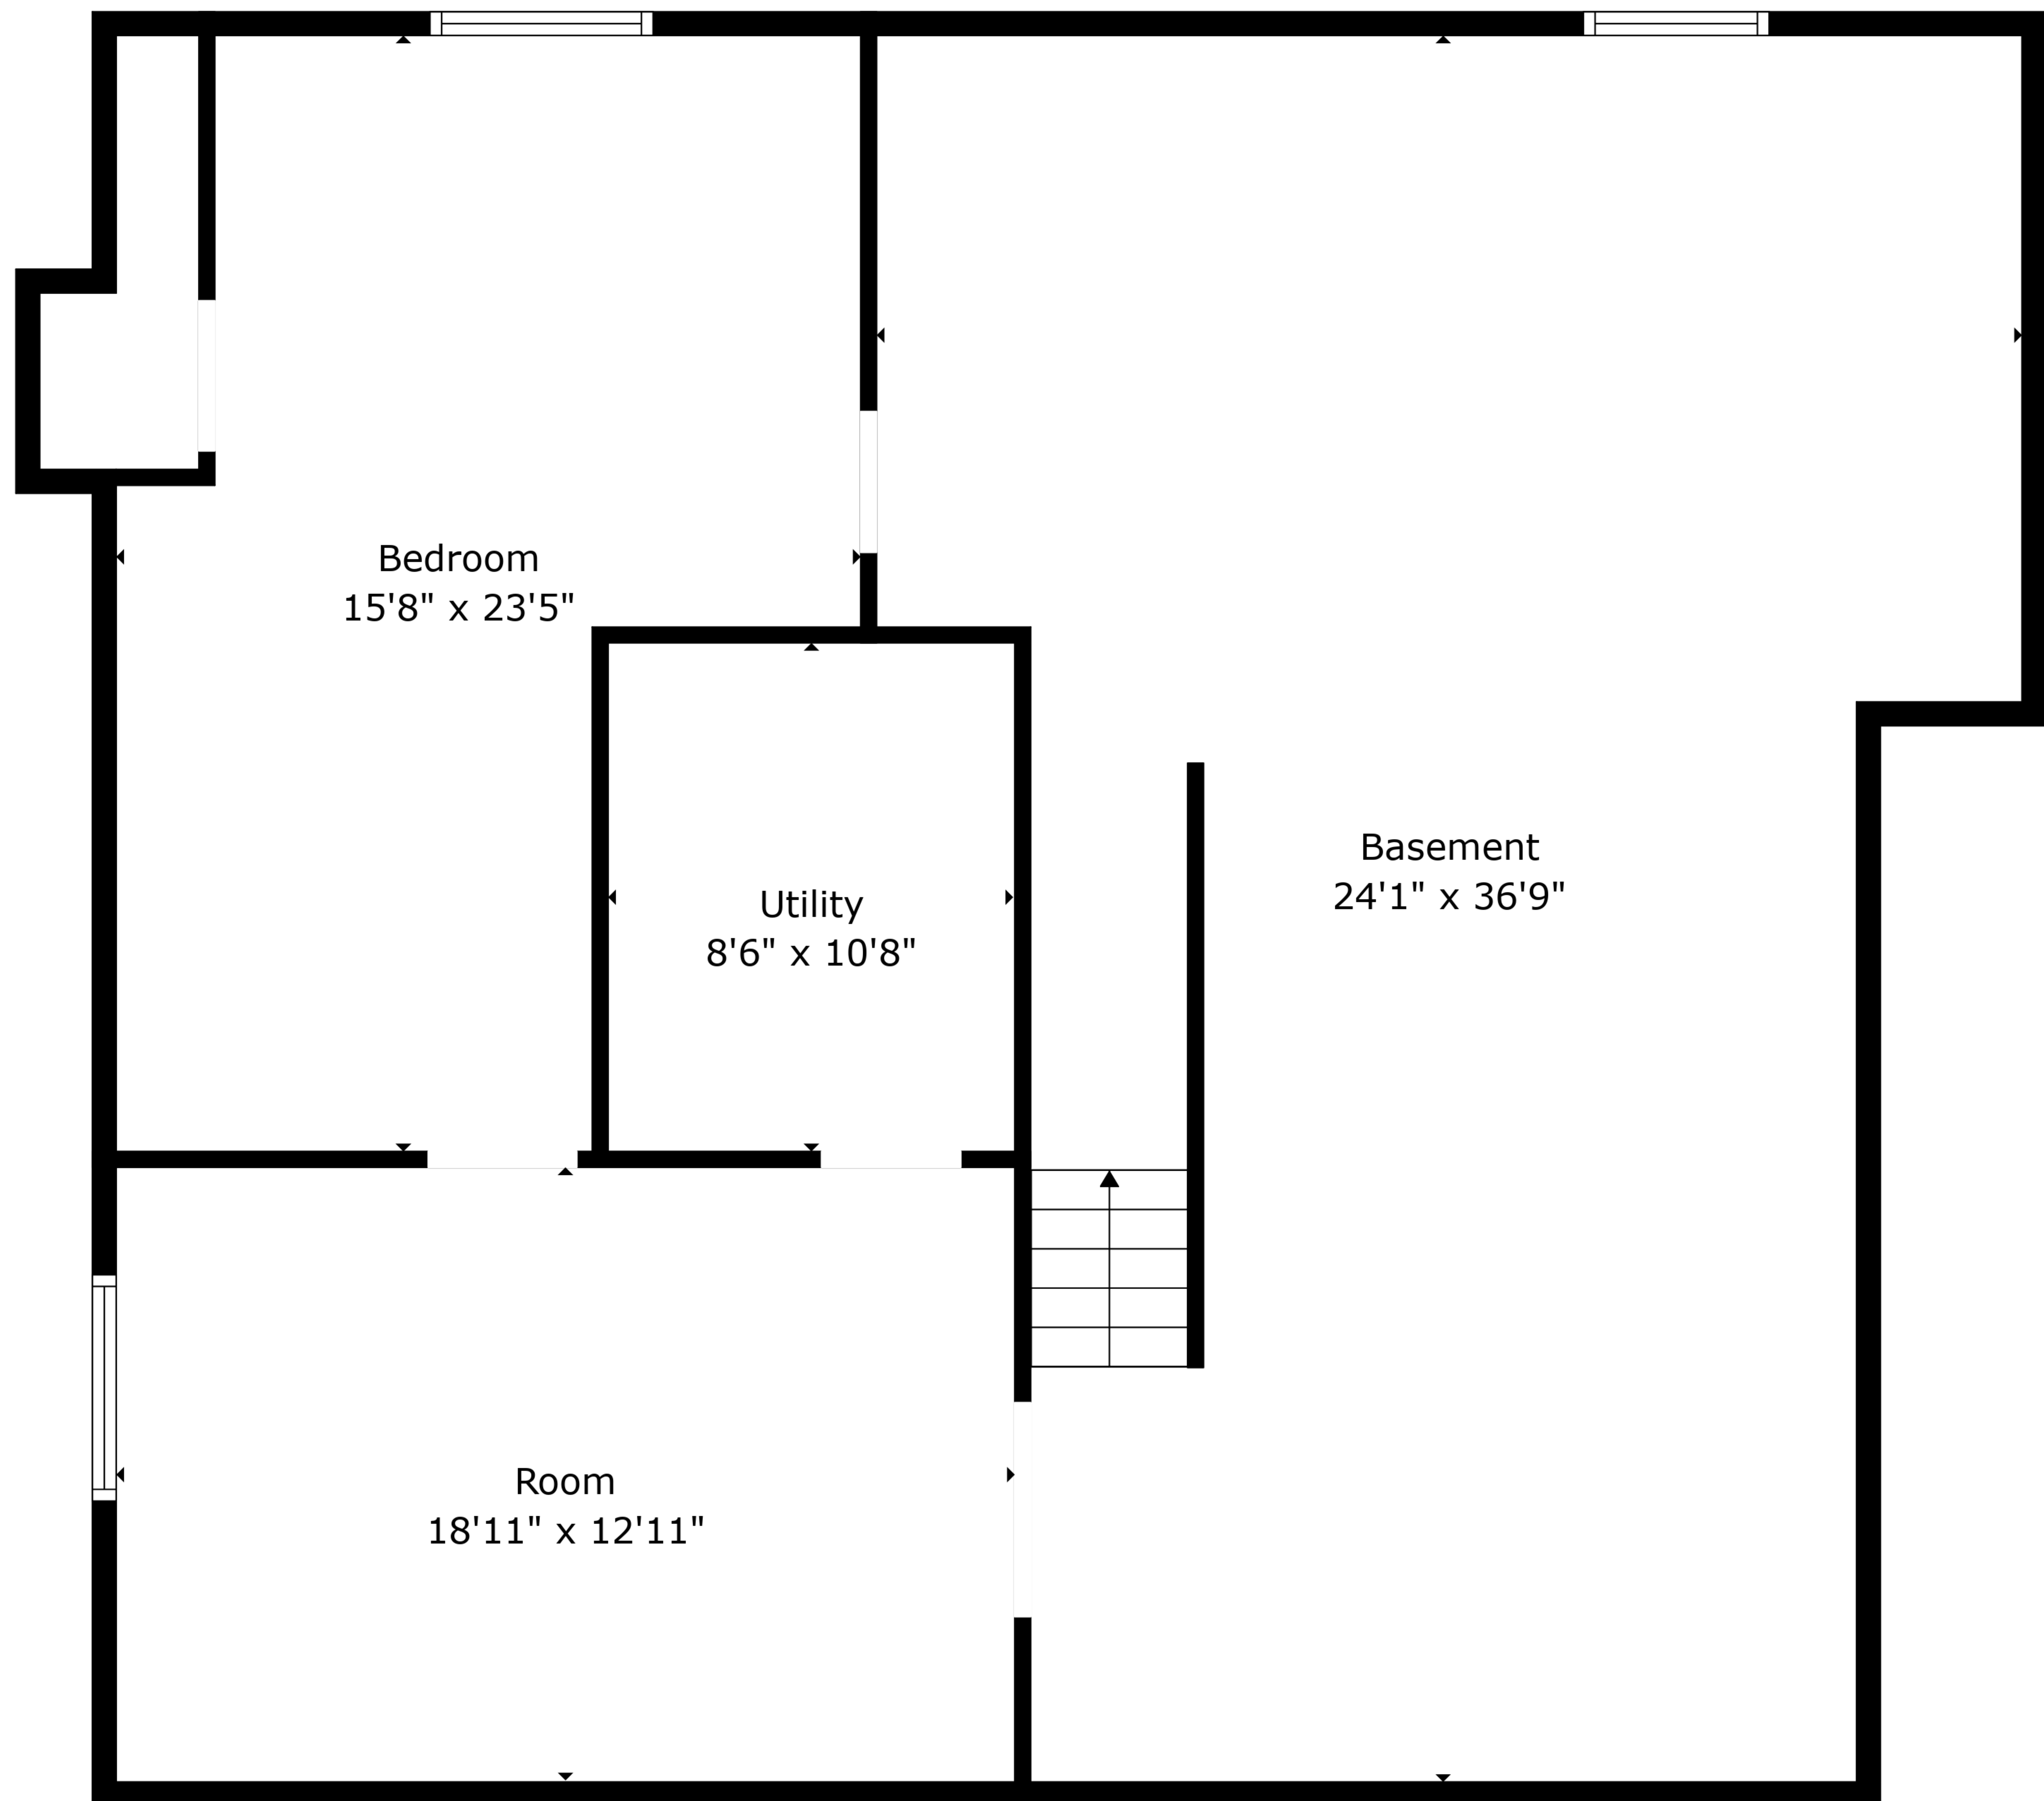 Bedroom
15'8" x 23'5"
Utility
8'6" x 10'8"
Basement
24'1" x 36'9"
Room
18'11" x 12'11"